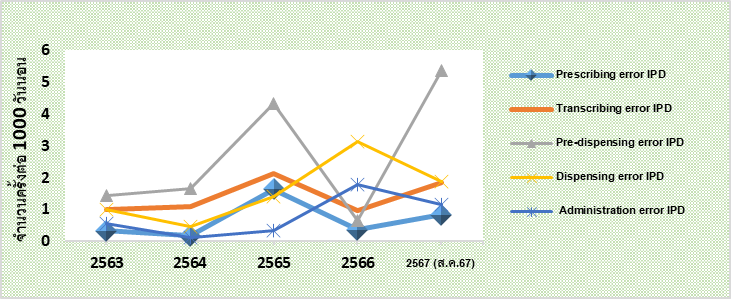 จำนวนครั้งต่อ 1000 วันนอน
6
5
4
3
2
1
0
2563 2564 2565 2566 2567 (ส.ค.67)
Prescribing error IPD
Transcribing error IPD
Pre-dispensing error IPD
Dispensing error IPD
Administration error IPD